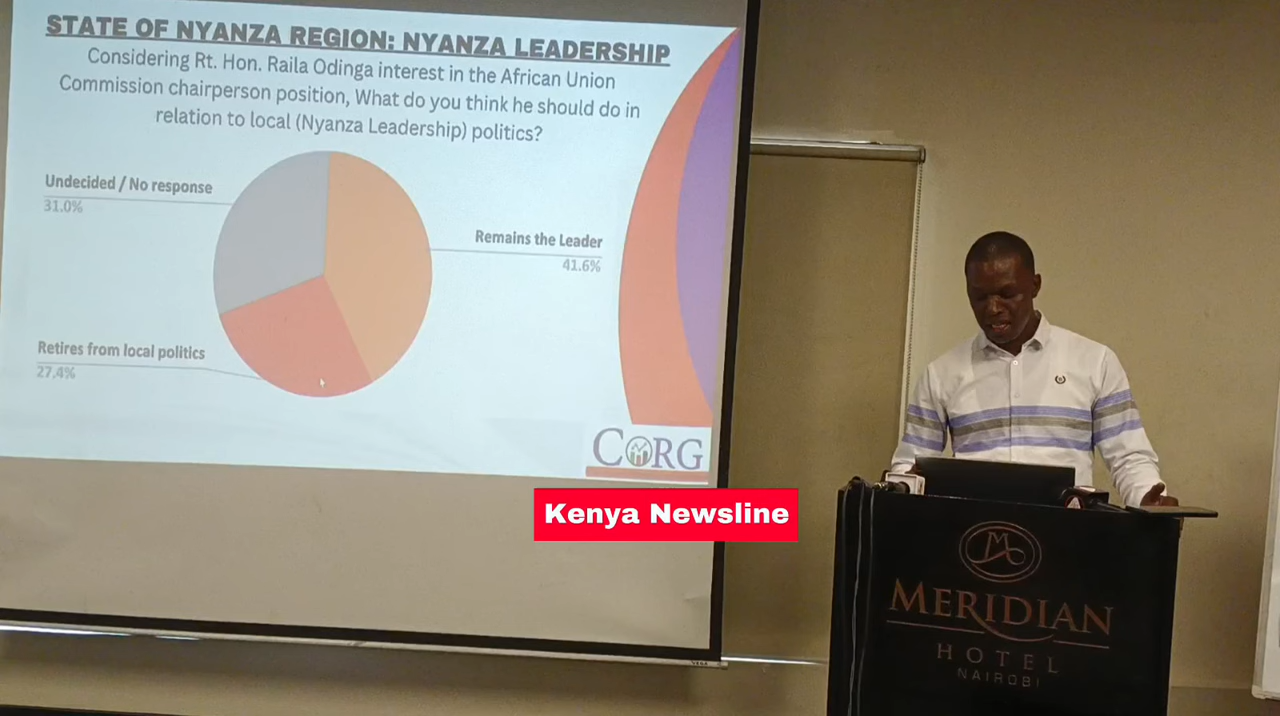 STATE OF NYANZA REGION: NYANZA LEADERSHIP
Considering Rt. Hon. Raila Odinga interest in the African Union
Commission chairperson position, What do you think he should do in
relation to local (Nyanza Leadership) politics?
Undecided / No response
31.0%
Remains the Leader
41.6%
Retires from local politics
27.4%
CORG
Kenya Newsline
M
MERIDIAN
HOTEL
NAIROBI